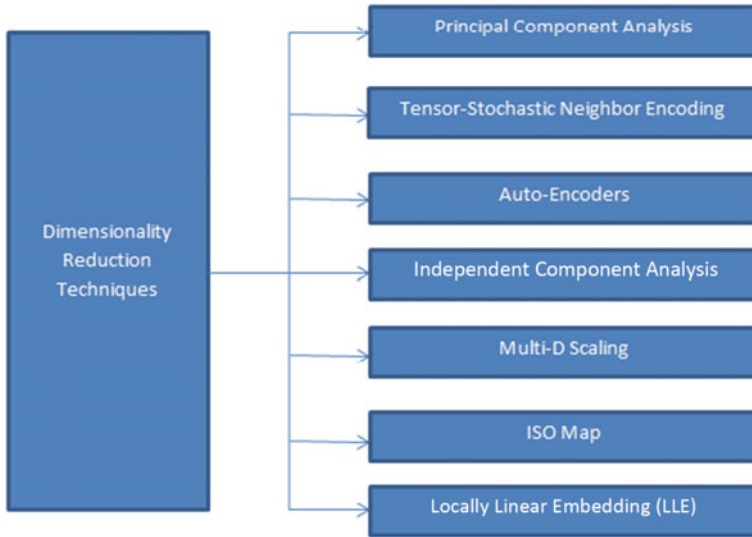 Dimensionality
Reduction
Techniques
Principal Component Analysis
Tensor-Stochastic Neighbor Encoding
Auto-Encoders
Independent Component Analysis
Multi-D Scaling
ISO Map
Locally Linear Embedding (LLE)